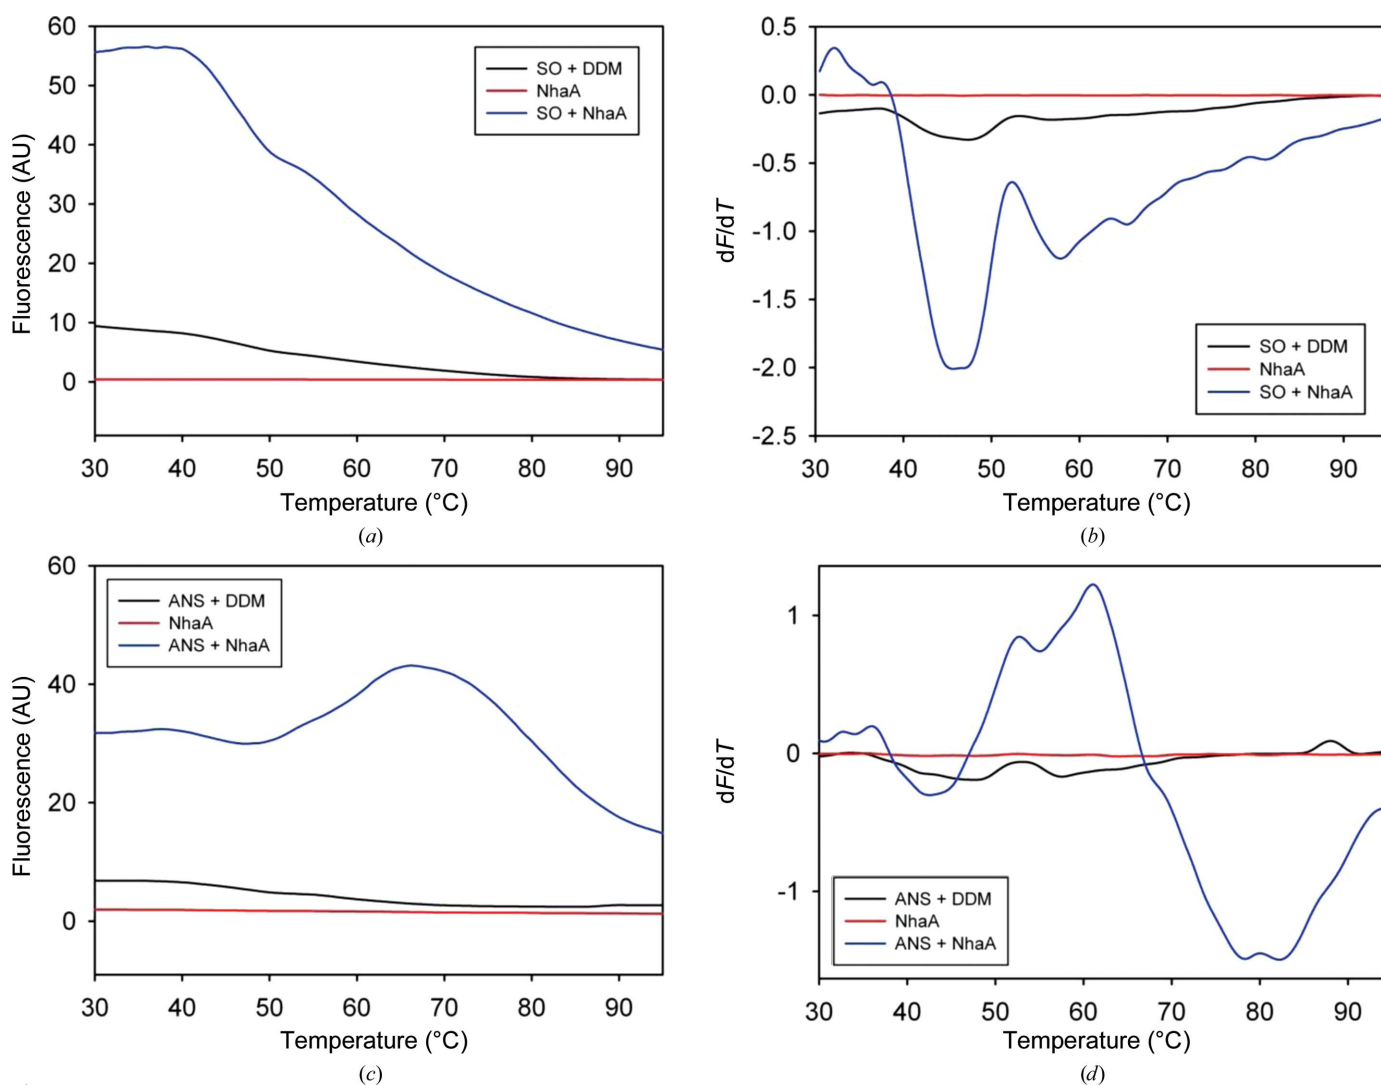 60
50
40
30
20
10
0
Fluorescence (AU)
SO + DDM
NhaA
SO + NhaA
30 40 50 60 70 80 90
Temperature (°C)
(a)
0.5
0.0
-0.5
-1.0
-1.5
-2.0
-2.5
dF/dT
SO + DDM
NhaA
SO + NhaA
30 40 50 60 70 80 90
Temperature (°C)
(b)
60
40
20
0
Fluorescence (AU)
ANS + DDM
NhaA
ANS + NhaA
30 40 50 60 70 80 90
Temperature (°C)
(c)
1
0
-1
dF/dT
ANS + DDM
NhaA
ANS + NhaA
30 40 50 60 70 80 90
Temperature (°C)
(d)